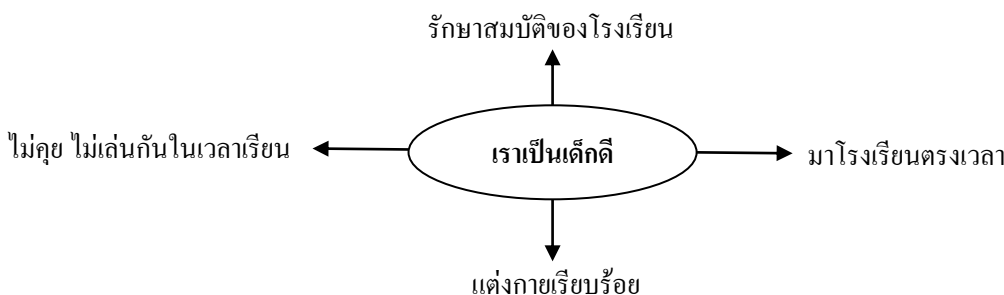 รักษาสมบัติของโรงเรียน
ไม่คุย ไม่เล่นกันในเวลาเรียน
เราเป็นเด็กดี
มาโรงเรียนตรงเวลา
แต่งกายเรียบร้อย